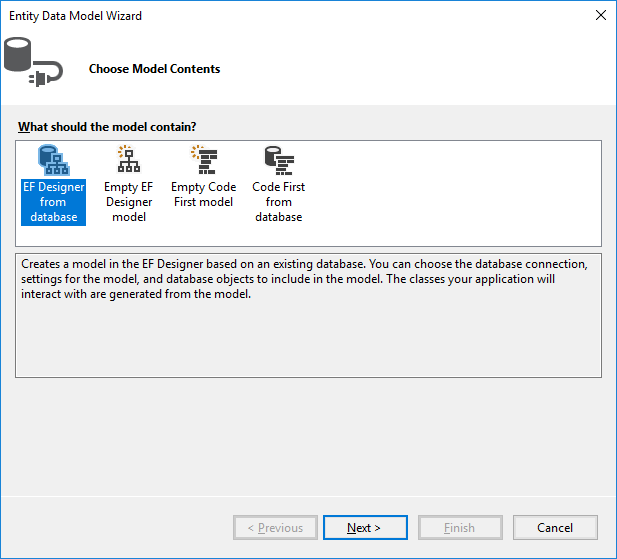 Entity Data Model Wizard
Choose Model Contents
What should the model contain?
EF Designer
from
database
Empty EF
Designer
model
Empty Code
First model
Code First
from
database
Creates a model in the EF Designer based on an existing database. You can choose the database connection,
settings for the model, and database objects to include in the model. The classes your application will
interact with are generated from the model.
< Previous
Next >
Finish
Cancel